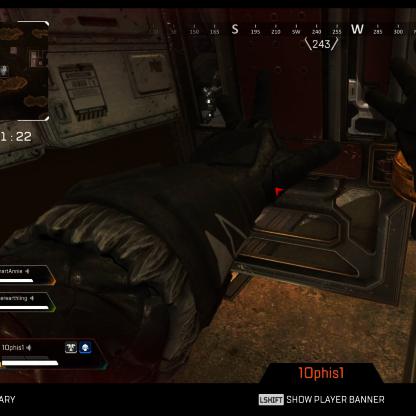 150 165 S 195 210 SW 240 255 W 285 300
243
1:22
artAnnie
erearthling
10phis1
10phis1
ARY
LSHIFT SHOW PLAYER BANNER